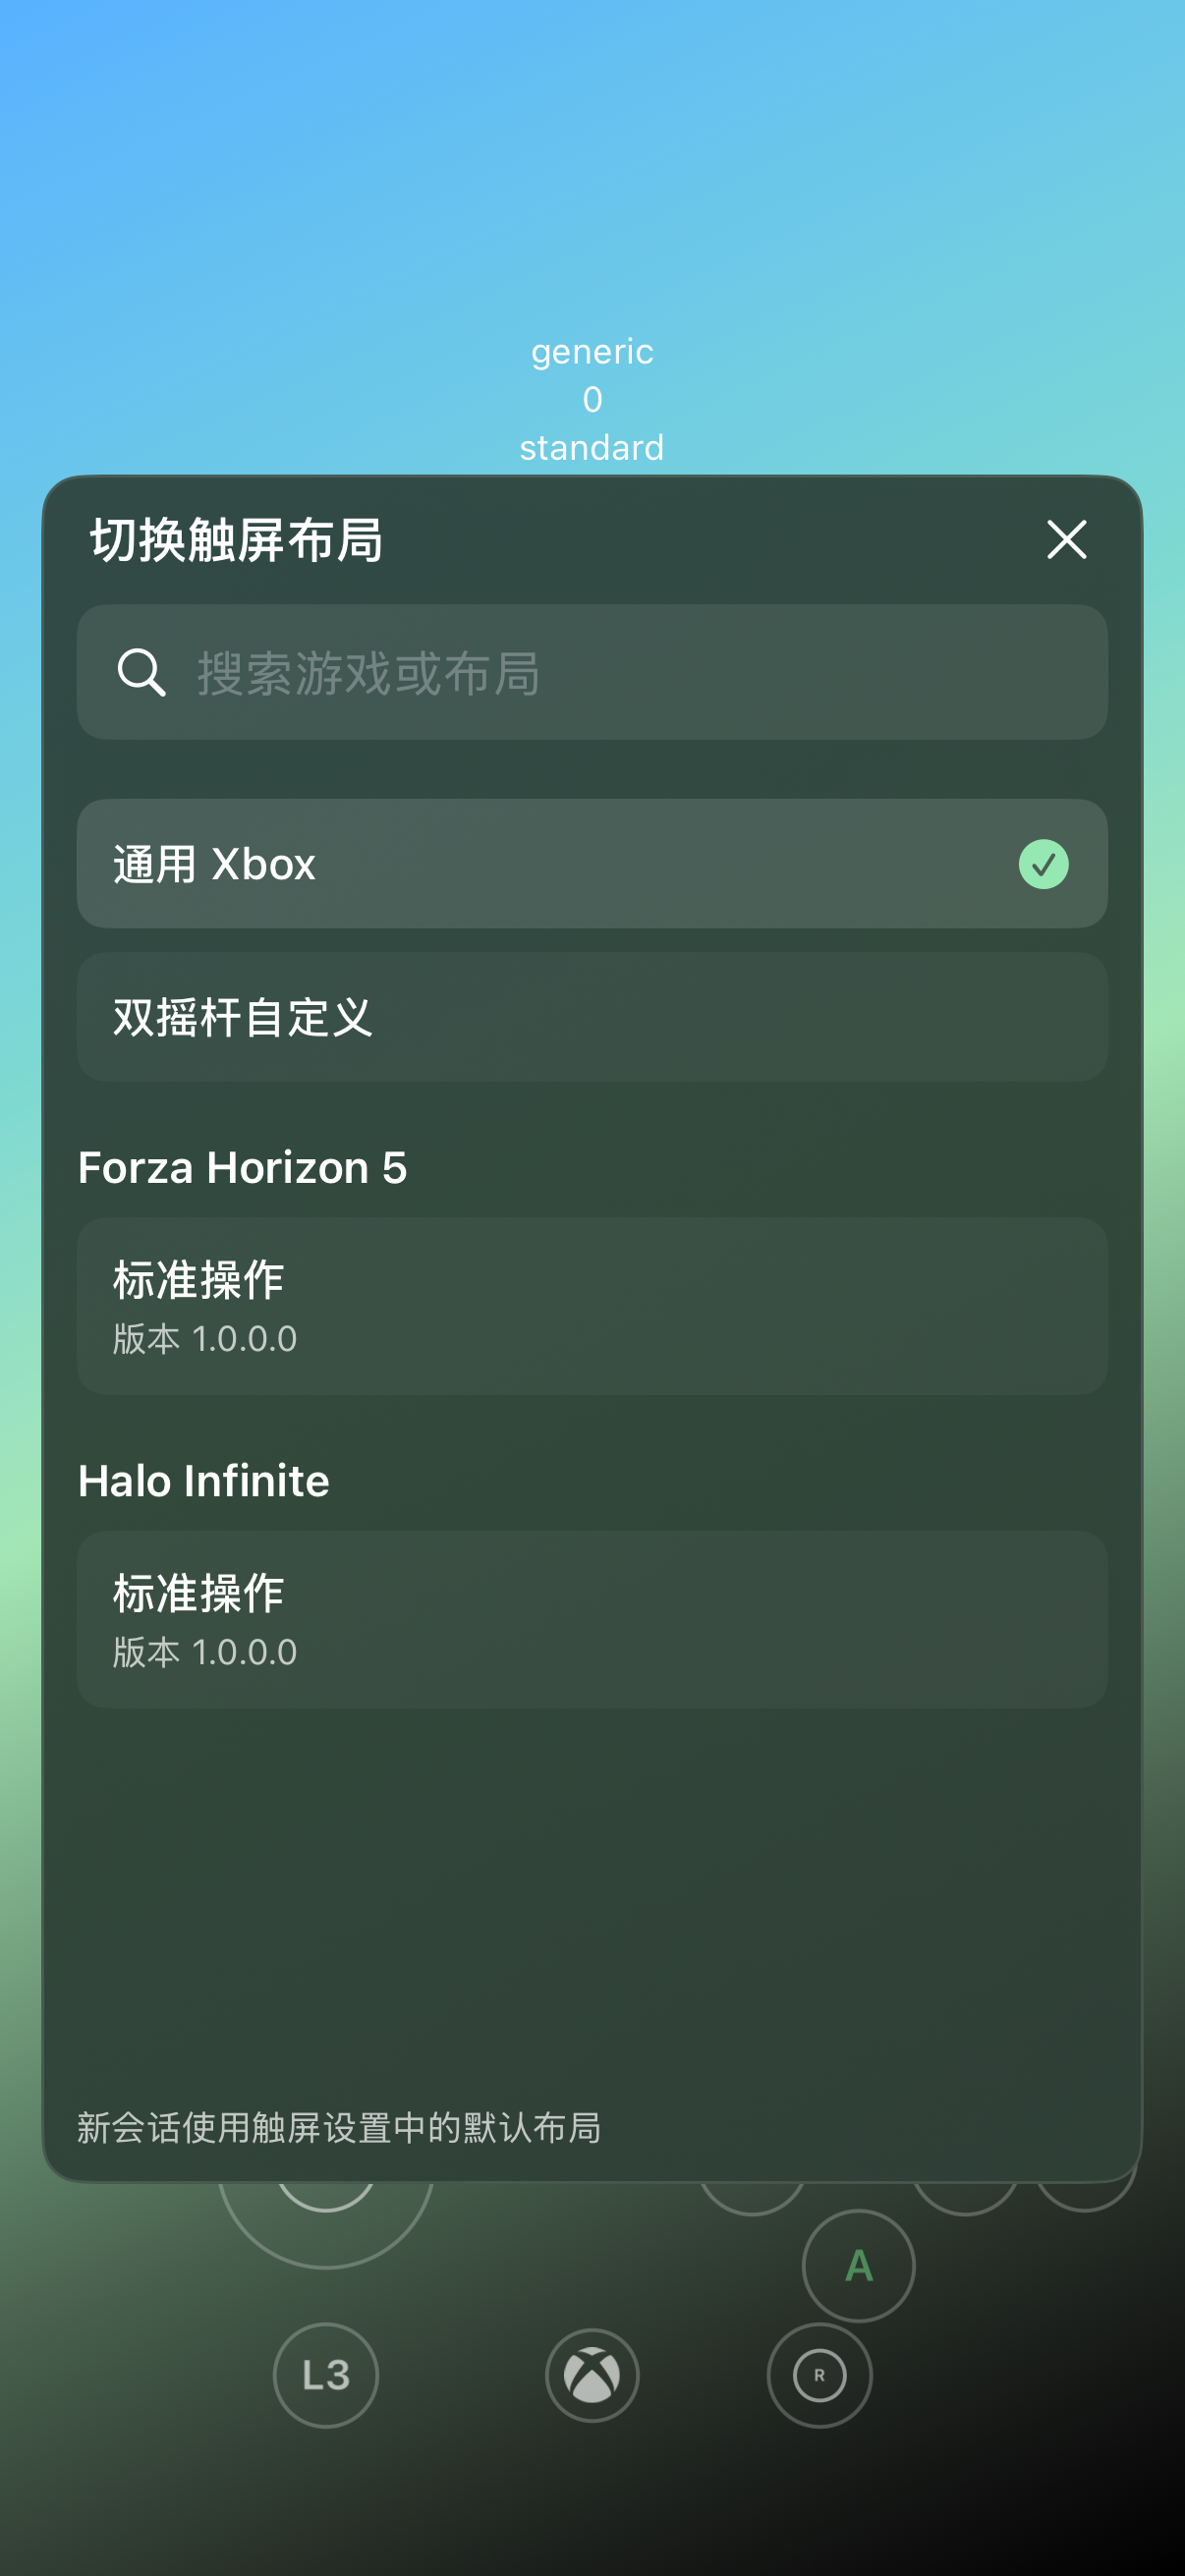 generic
0
standard
切换触屏布局
搜索游戏或布局
通用 Xbox
双摇杆自定义
Forza Horizon 5
标准操作
版本 1.0.0.0
Halo Infinite
标准操作
版本 1.0.0.0
新会话使用触屏设置中的默认布局
A
L3
R